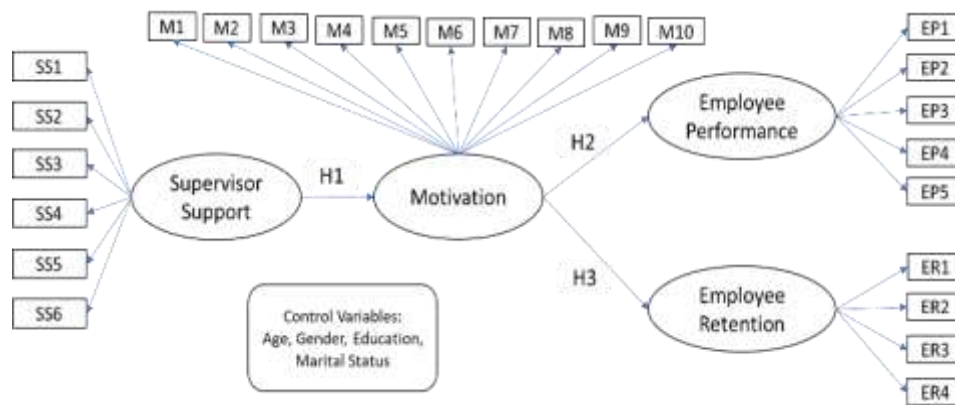 M1 M2 M3 M4 M5 M6 M7 M8 M9 M10
SS1
SS2
SS3
SS4
SS5
SS6
Supervisor
Support
H1
Motivation
H2
H3
Employee
Performance
Employee
Retention
EP1
EP2
EP3
EP4
EP5
ER1
ER2
ER3
ER4
Control Variables:
Age, Gender, Education,
Marital Status